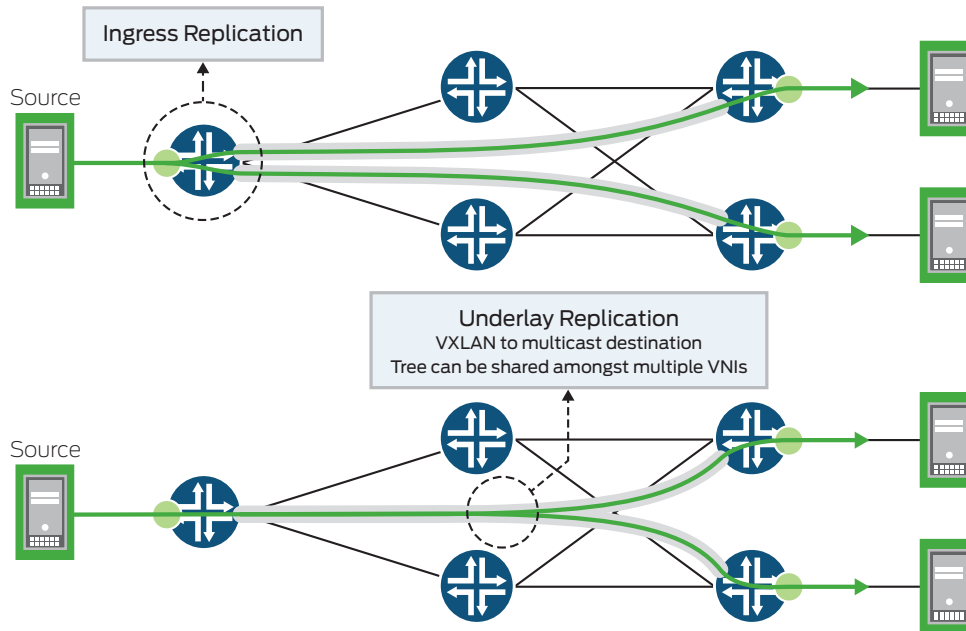 Ingress Replication
Source
Underlay Replication
VXLAN to multicast destination
Tree can be shared amongst multiple VNIs
Source